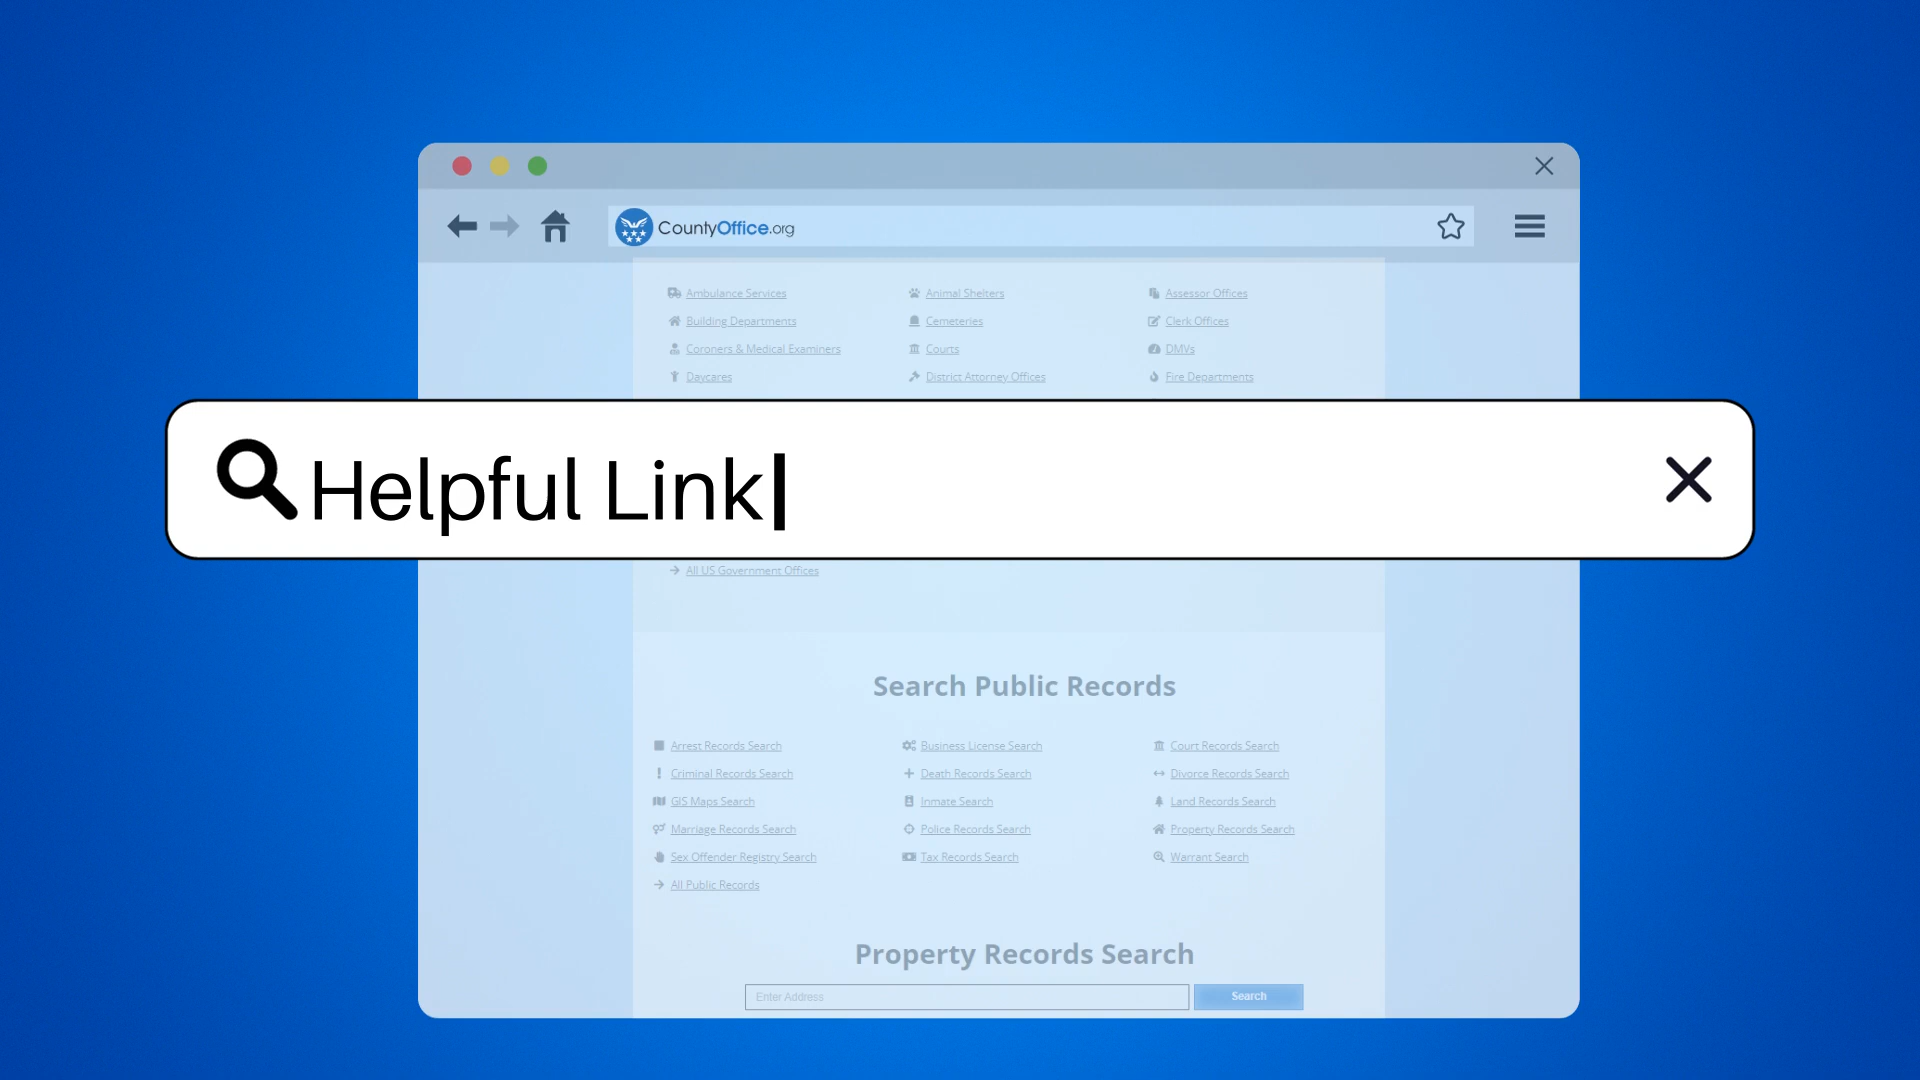 CountyOffice.org
Ambulance Services Animal Shelters Assessor Offices
Building Departments Cemeteries Clerk Offices
Coroners & Medical Examiners Courts DMVs
Daycares District Attorney Offices Fire Departments
Helpful Link
All US Government Offices
Search Public Records
Arrest Records Search Business License Search Court Records Search
Criminal Records Search Death Records Search Divorce Records Search
GIS Maps Search Inmate Search Land Records Search
Marriage Records Search Police Records Search Property Records Search
Sex Offender Registry Search Tax Records Search Warrant Search
All Public Records
Property Records Search
Enter Address Search